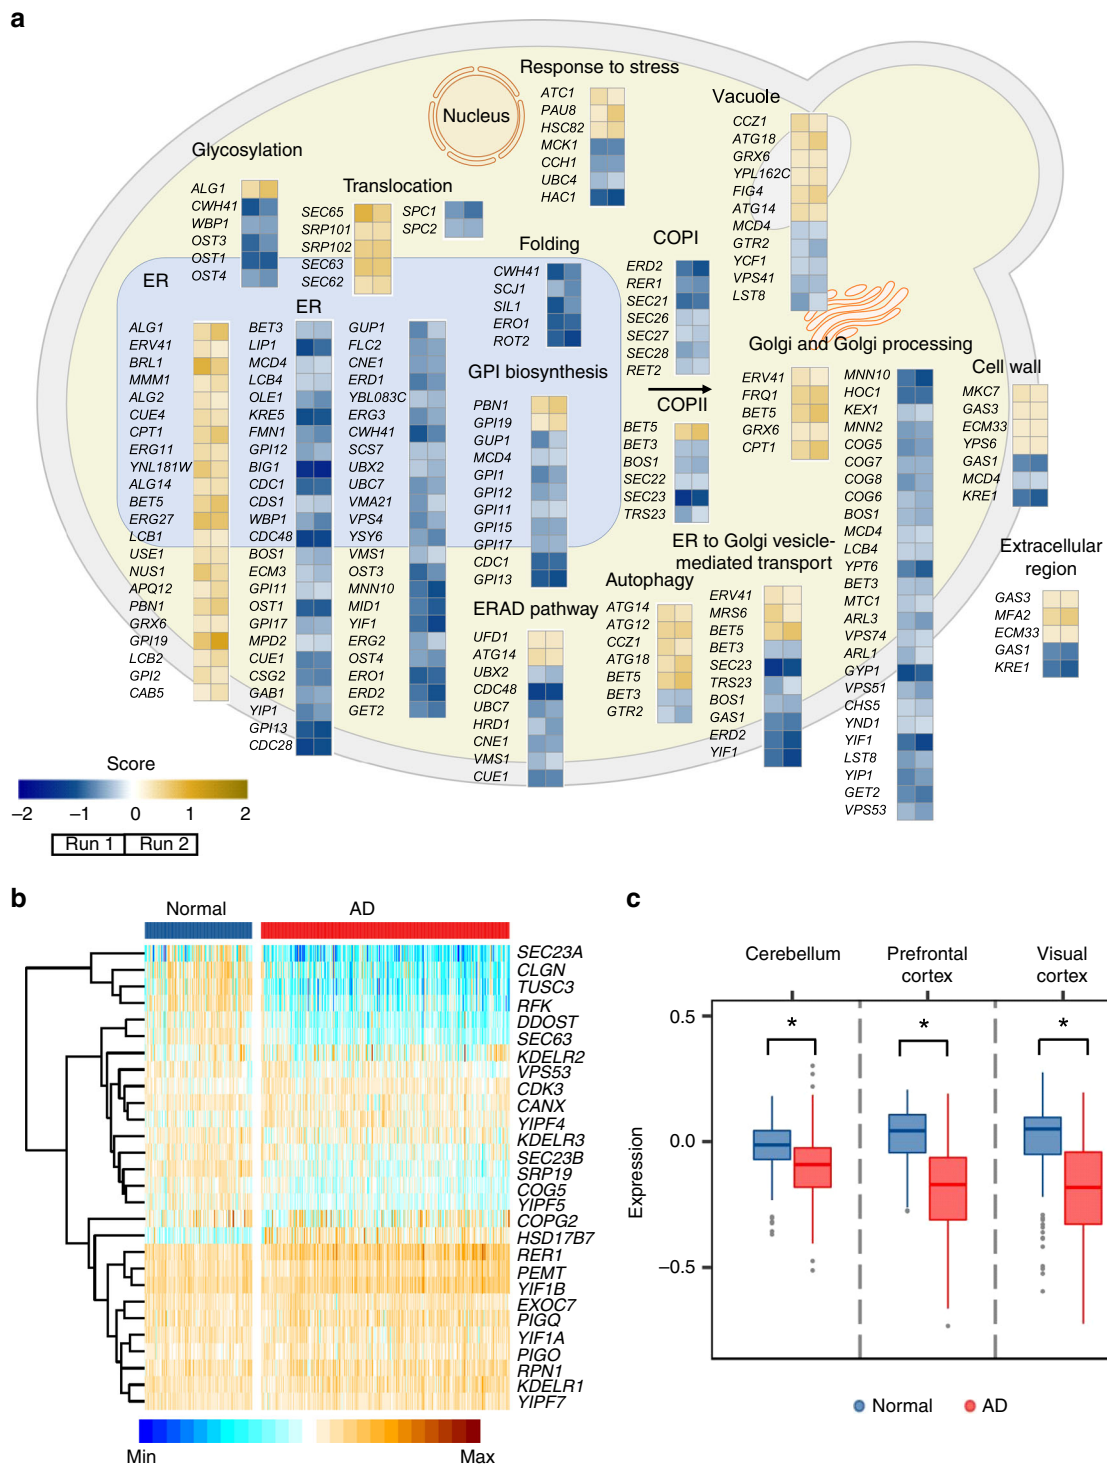 a
Response to stress
ATC1
PAU8
HSC82
MCK1
CCH1
UBC4
HAC1
Nucleus
Vacuole
CCZ1
ATG18
GRX6
YPL162C
FIG4
ATG14
MCD4
GTR2
YCF1
VPS41
LST8
Glycosylation
ALG1
CWH41
WBP1
OST3
OST1
OST4
Translocation
SEC65
SRP101
SRP102
SEC63
SEC62
SPC1
SPC2
Folding
CWH41
SCJ1
SIL1
ERO1
ROT2
COPI
ERD2
RER1
SEC21
SEC26
SEC27
SEC28
RET2
ER
ER
ALG1
ERV41
BRL1
MMM1
ALG2
CUE4
CPT1
ERG11
YNL181W
ALG14
BET5
ERG27
LCB1
USE1
NUS1
APQ12
PBN1
GRX6
GPI19
LCB2
GPI2
CAB5
BET3
LIP1
MCD4
LCB4
OLE1
KRE5
FMN1
GPI12
BIG1
CDC1
CDS1
WBP1
CDC48
BOS1
ECM3
GPI11
OST1
GPI17
MPD2
CUE1
CSG2
GAB1
YIP1
GPI13
CDC28
GUP1
FLC2
CNE1
ERD1
YBL083C
ERG3
CWH41
SCS7
UBX2
UBC7
VMA21
VPS4
YSY6
VMS1
OST3
MNN10
MID1
YIF1
ERG2
OST4
ERO1
ERD2
GET2
GPI biosynthesis
PBN1
GPI19
GUP1
MCD4
GPI1
GPI12
GPI11
GPI15
GPI17
CDC1
GPI13
COPII
BET5
BET3
BOS1
SEC22
SEC23
TRS23
Golgi and Golgi processing
ERV41
FRQ1
BET5
GRX6
CPT1
MNN10
HOC1
KEX1
MNN2
COG5
COG7
COG8
COG6
BOS1
MCD4
LCB4
YPT6
BET3
MTC1
ARL3
VPS74
ARL1
GYP1
VPS51
CHS5
YND1
YIF1
LST8
YIP1
GET2
VPS53
Cell wall
MKC7
GAS3
ECM33
YPS6
GAS1
MCD4
KRE1
Extracellular
region
GAS3
MFA2
ECM33
GAS1
KRE1
ER to Golgi vesicle-
mediated transport
ERV41
MRS6
BET5
BET3
SEC23
TRS23
BOS1
GAS1
ERD2
YIF1
Autophagy
ATG14
ATG12
CCZ1
ATG18
BET5
BET3
GTR2
ERAD pathway
UFD1
ATG14
UBX2
CDC48
UBC7
HRD1
CNE1
VMS1
CUE1
Score
−2 −1 0 1 2
Run 1 Run 2
b
Normal AD
SEC23A
CLGN
TUSC3
RFK
DDOST
SEC63
KDELR2
VPS53
CDK3
CANX
YIPF4
KDELR3
SEC23B
SRP19
COG5
YIPF5
COPG2
HSD17B7
RER1
PEMT
YIF1B
EXOC7
PIGQ
YIF1A
PIGO
RPN1
KDELR1
YIPF7
Min Max
c
Cerebellum
Prefrontal
cortex
Visual
cortex
* * *
0.5
0.0
−0.5
Expression
Normal AD